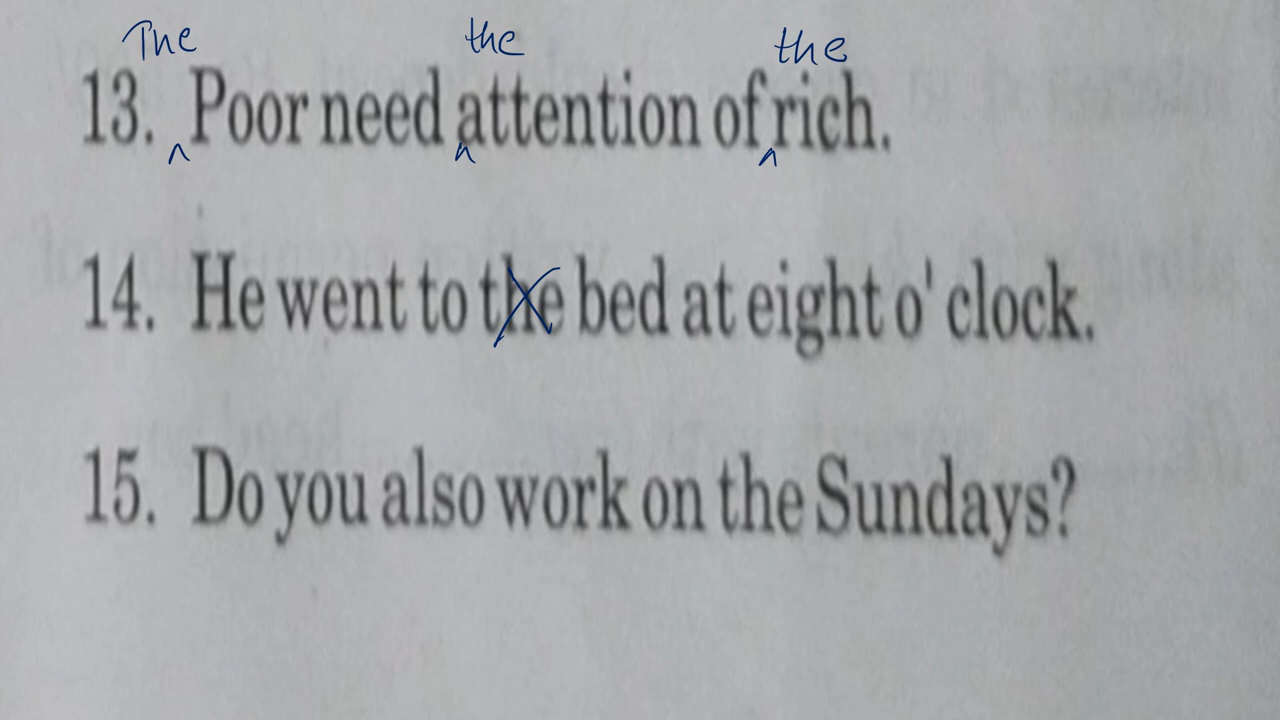 The the the
13. Poor need attention of rich.
14. He went to the bed at eight o' clock.
15. Do you also work on the Sundays?